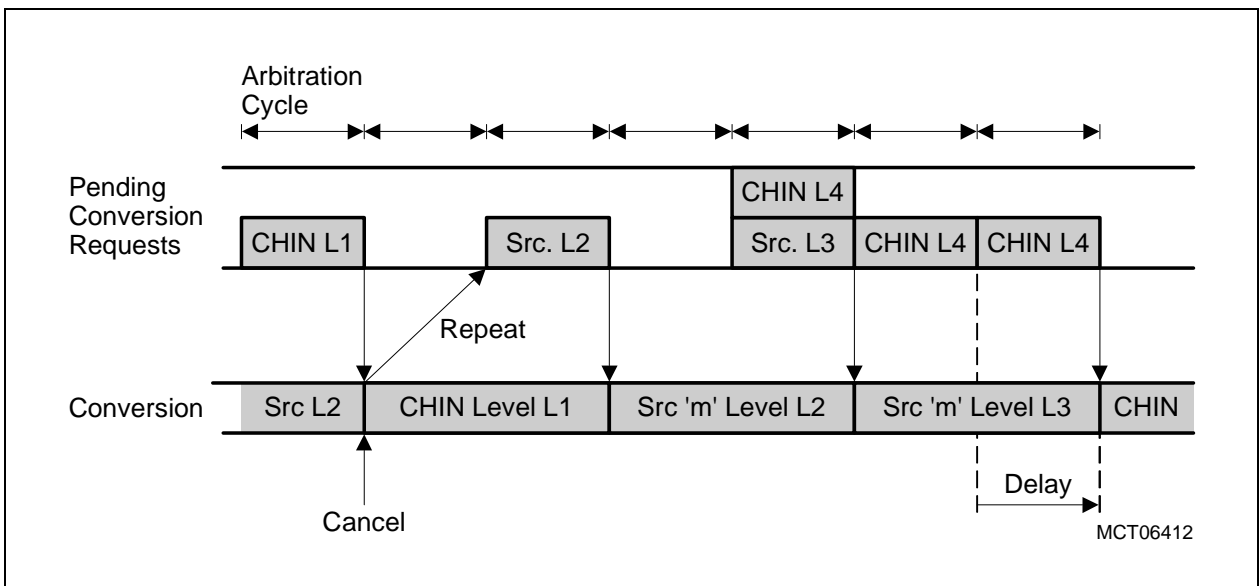 Arbitration
Cycle
Pending
Conversion
Requests
CHIN L4
CHIN L1
Src. L2
Src. L3
CHIN L4
CHIN L4
Repeat
Conversion
Src L2
CHIN Level L1
Src 'm' Level L2
Src 'm' Level L3
CHIN
Delay
Cancel
MCT06412